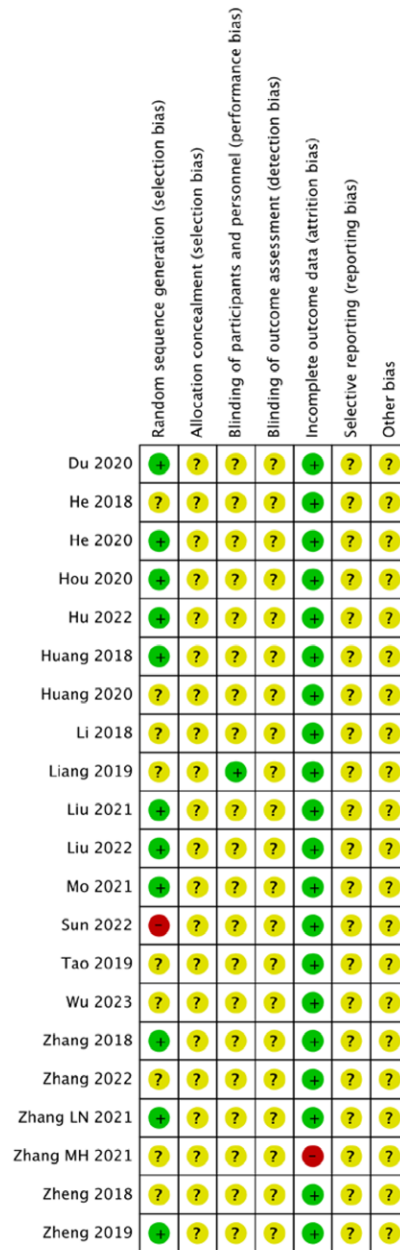 Random sequence generation (selection bias)
Allocation concealment (selection bias)
Blinding of participants and personnel (performance bias)
Blinding of outcome assessment (detection bias)
Incomplete outcome data (attrition bias)
Selective reporting (reporting bias)
Other bias
Du 2020 + ? ? ? + ? ?
He 2018 ? ? ? ? + ? ?
He 2020 + ? ? ? + ? ?
Hou 2020 + ? ? ? + ? ?
Hu 2022 + ? ? ? + ? ?
Huang 2018 + ? ? ? + ? ?
Huang 2020 ? ? ? ? + ? ?
Li 2018 ? ? ? ? + ? ?
Liang 2019 ? ? + ? + ? ?
Liu 2021 + ? ? ? + ? ?
Liu 2022 + ? ? ? + ? ?
Mo 2021 + ? ? ? + ? ?
Sun 2022 - ? ? ? + ? ?
Tao 2019 ? ? ? ? + ? ?
Wu 2023 ? ? ? ? + ? ?
Zhang 2018 + ? ? ? + ? ?
Zhang 2022 ? ? ? ? + ? ?
Zhang LN 2021 + ? ? ? + ? ?
Zhang MH 2021 ? ? ? ? - ? ?
Zheng 2018 ? ? ? ? + ? ?
Zheng 2019 + ? ? ? + ? ?